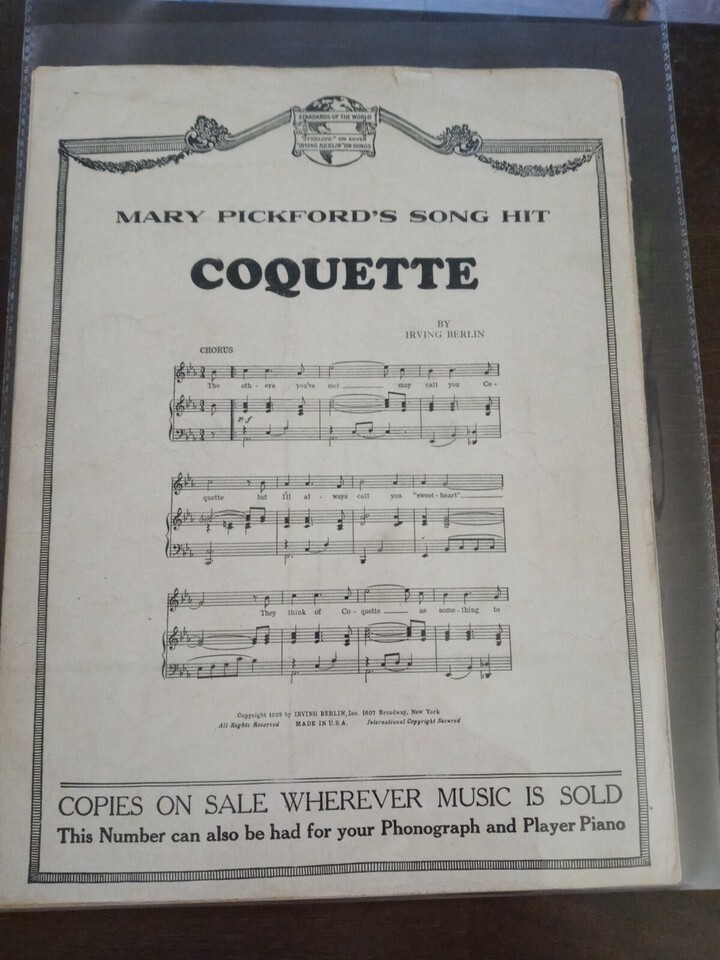 STANDARDS OF THE WORLD
"STERLING" ON SILVER
"IRVING BERLIN" ON SONGS
MARY PICKFORD'S SONG HIT
COQUETTE
BY
IRVING BERLIN
CHORUS
The oth - ers you've met may call you Co -
quette but I'll al - ways call you "sweet - heart"
They think of Co - quette as some - thing to
Copyright 1928 by IRVING BERLIN, Inc. 1607 Broadway, New York
All Rights Reserved MADE IN U.S.A. International Copyright Secured
COPIES ON SALE WHEREVER MUSIC IS SOLD
This Number can also be had for your Phonograph and Player Piano